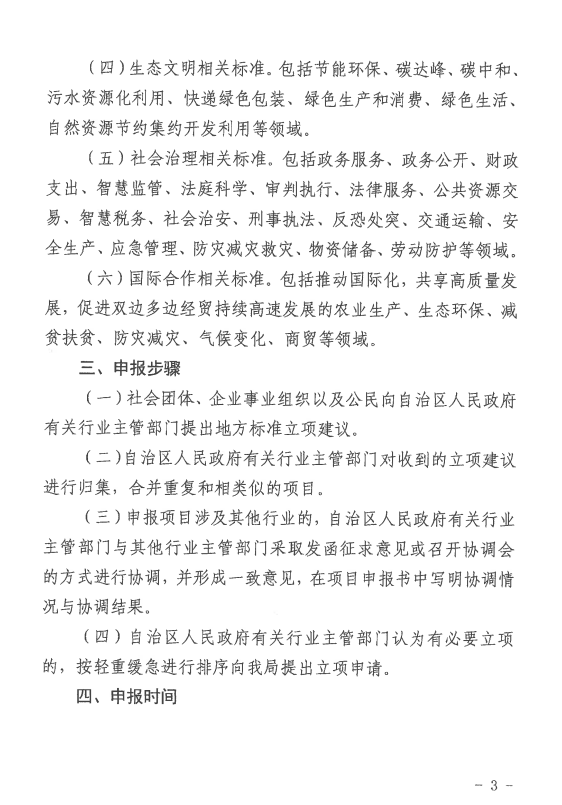 （四）生态文明相关标准。包括节能环保、碳达峰、碳中和、
污水资源化利用、快递绿色包装、绿色生产和消费、绿色生活、
自然资源节约集约开发利用等领域。
（五）社会治理相关标准。包括政务服务、政务公开、财政
支出、智慧监管、法庭科学、审判执行、法律服务、公共资源交
易、智慧税务、社会治安、刑事执法、反恐处突、交通运输、安
全生产、应急管理、防灾减灾救灾、物资储备、劳动防护等领域。
（六）国际合作相关标准。包括推动国际化，共享高质量发
展，促进双边多边经贸持续高速发展的农业生产、生态环保、减
贫扶贫、防灾减灾、气候变化、商贸等领域。
三、申报步骤
（一）社会团体、企业事业组织以及公民向自治区人民政府
有关行业主管部门提出地方标准立项建议。
（二）自治区人民政府有关行业主管部门对收到的立项建议
进行归集，合并重复和相类似的项目。
（三）申报项目涉及其他行业的，自治区人民政府有关行业
主管部门与其他行业主管部门采取发函征求意见或召开协调会
的方式进行协调，并形成一致意见，在项目申报书中写明协调情
况与协调结果。
（四）自治区人民政府有关行业主管部门认为有必要立项
的，按轻重缓急进行排序向我局提出立项申请。
四、申报时间
- 3 -